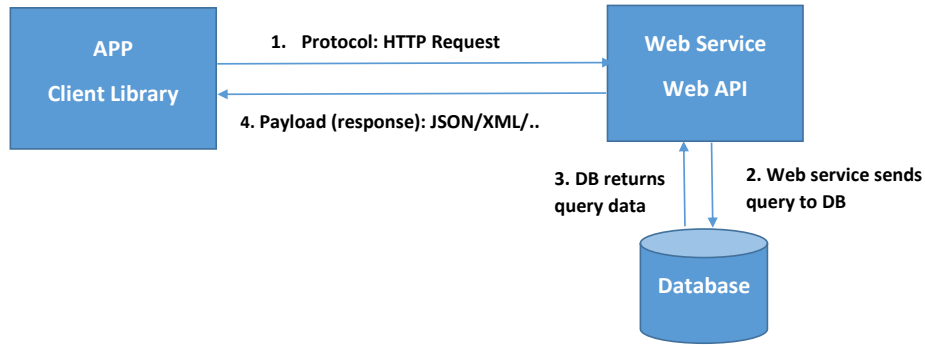 APP
Client Library
1. Protocol: HTTP Request
Web Service
Web API
4. Payload (response): JSON/XML/..
3. DB returns
query data
2. Web service sends
query to DB
Database